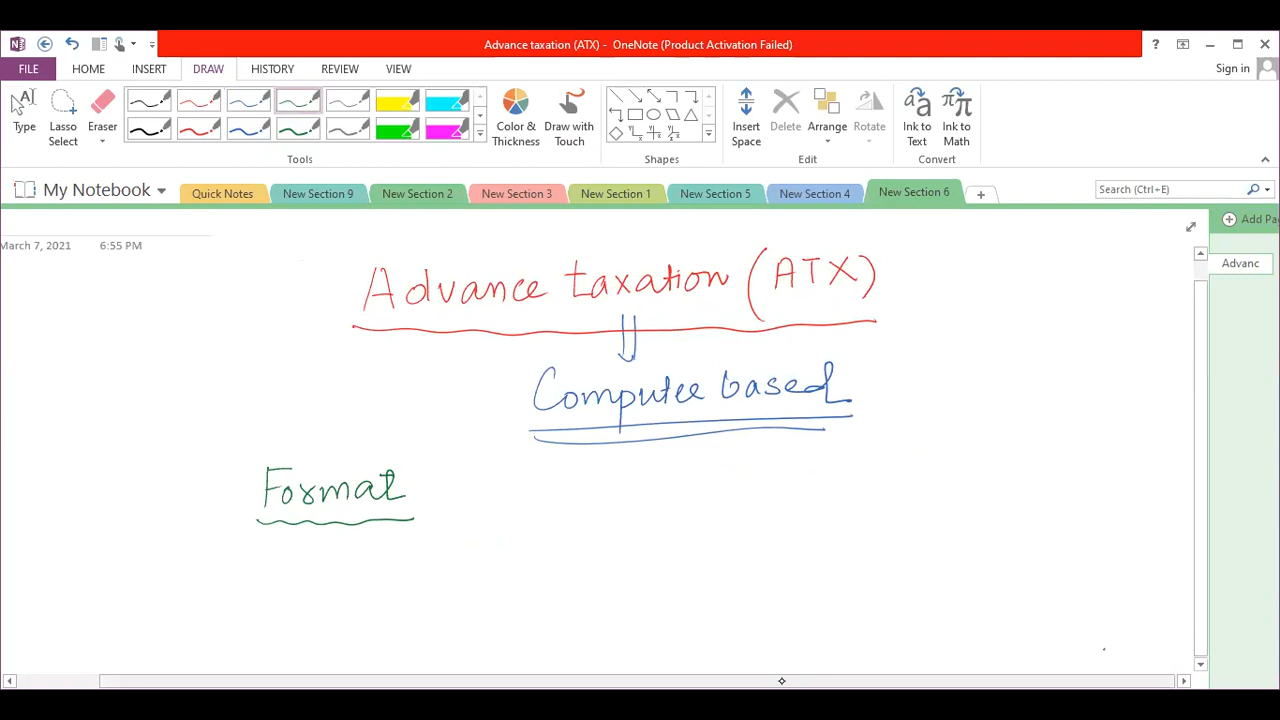 Advance taxation (ATX) - OneNote (Product Activation Failed)
?
FILE HOME INSERT DRAW HISTORY REVIEW VIEW
Sign in
Type Lasso Select Eraser
Color & Thickness Draw with Touch
Insert Space Delete Arrange Rotate
Ink to Text Ink to Math
Tools Shapes Edit Convert
My Notebook Quick Notes New Section 9 New Section 2 New Section 3 New Section 1 New Section 5 New Section 4 New Section 6 + Search (Ctrl+E)
March 7, 2021 6:55 PM
Add Pa
Advanc
Advance taxation (ATX)
Computer based
Format